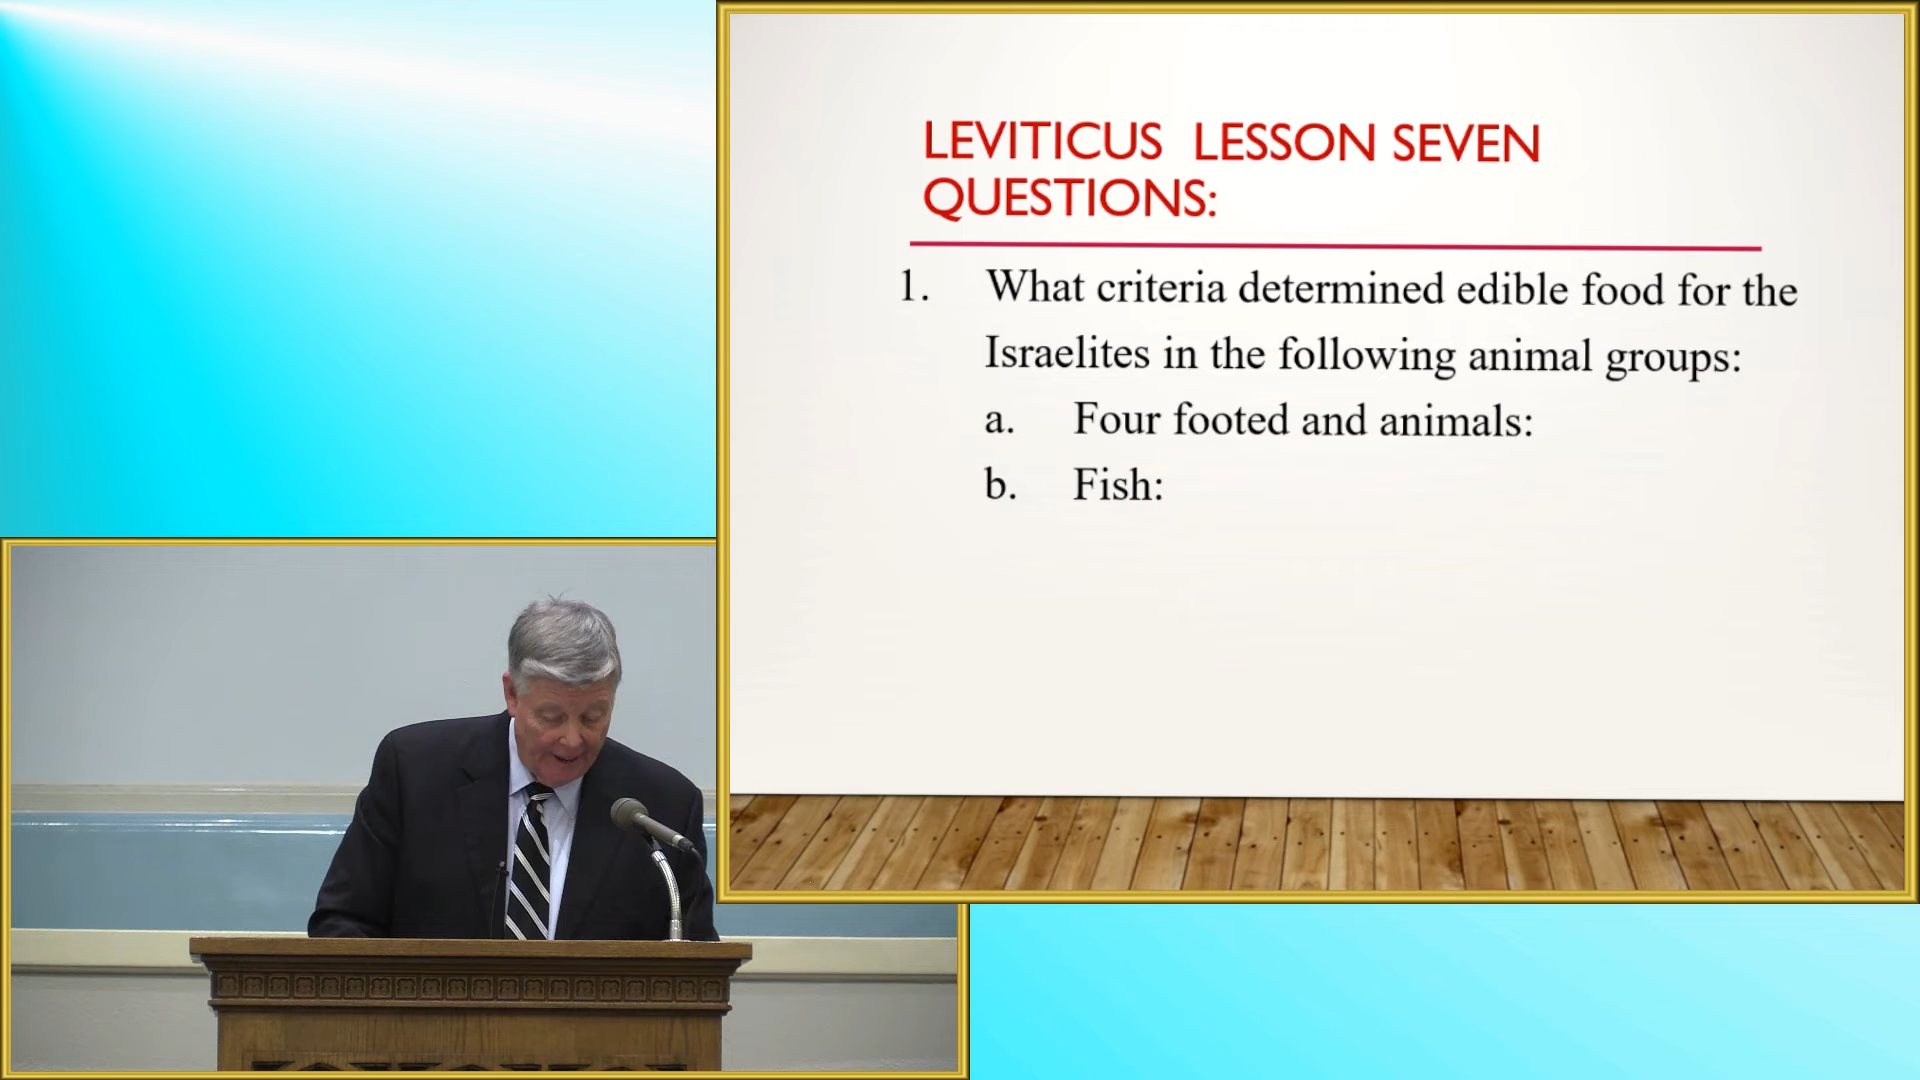 LEVITICUS LESSON SEVEN
QUESTIONS:
1. What criteria determined edible food for the
Israelites in the following animal groups:
a. Four footed and animals:
b. Fish: